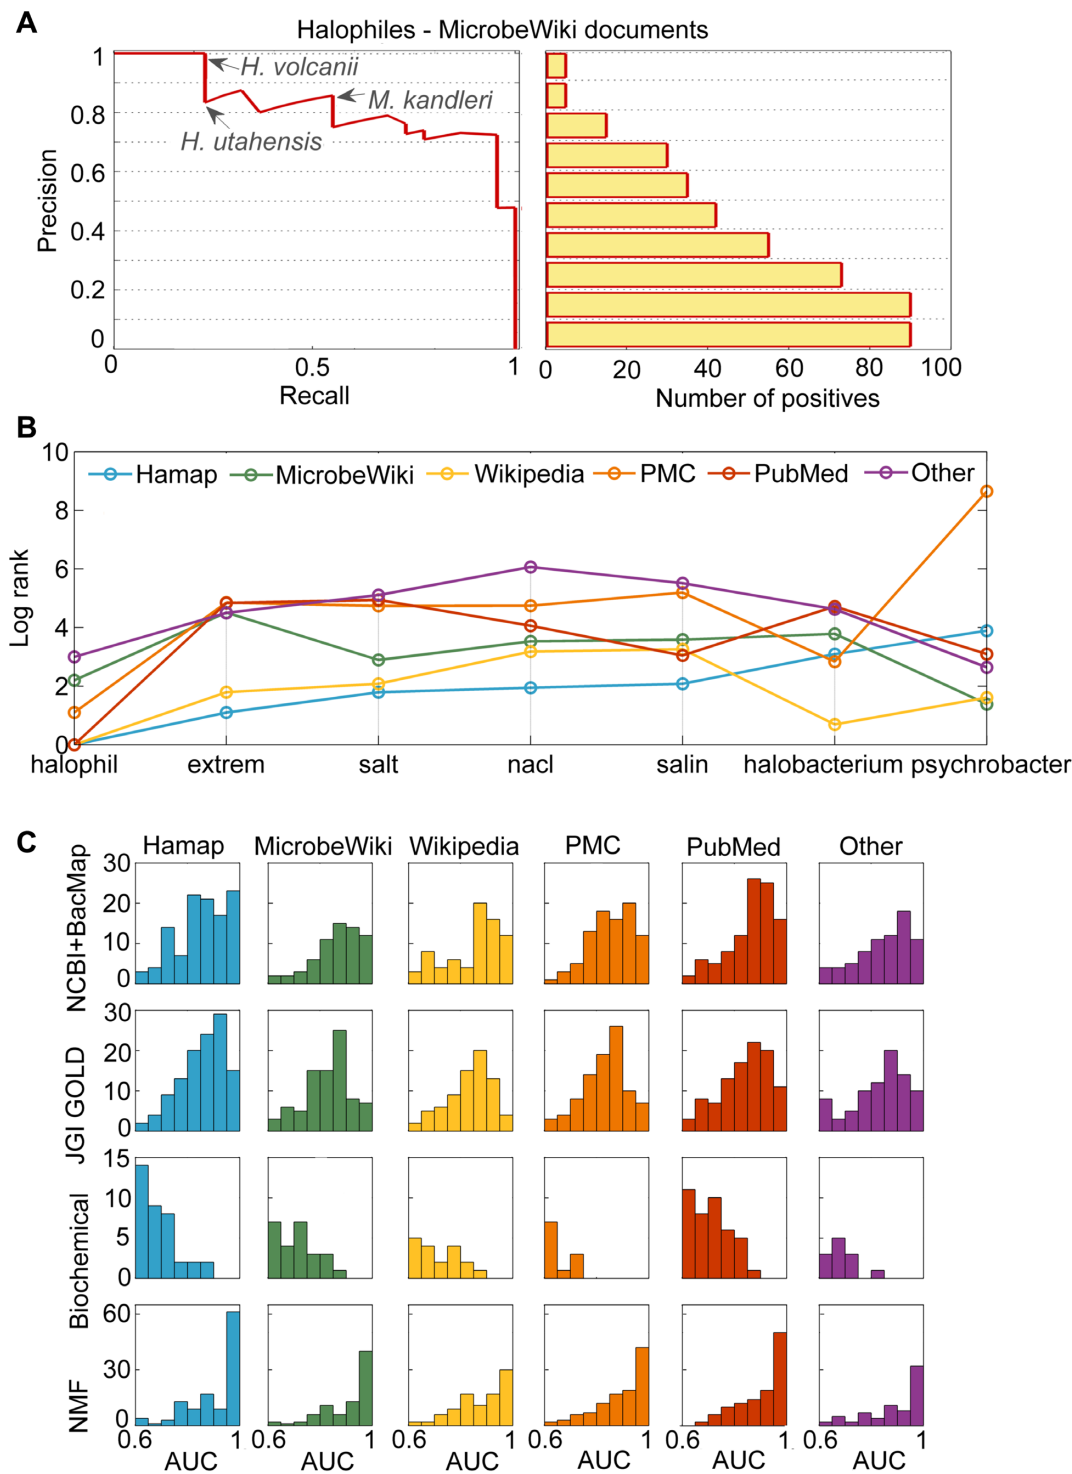 A
Halophiles - MicrobeWiki documents
Precision
1
0.8
0.6
0.4
0.2
0
H. volcanii
M. kandleri
H. utahensis
0 0.5 1
Recall
0 20 40 60 80 100
Number of positives
B
Log rank
10
8
6
4
2
0
Hamap MicrobeWiki Wikipedia PMC PubMed Other
halophil extrem salt nacl salin halobacterium psychrobacter
C
Hamap MicrobeWiki Wikipedia PMC PubMed Other
NCBI+BacMap
30
20
10
0
JGI GOLD
30
20
10
0
Biochemical
15
10
5
0
NMF
60
30
0
0.6 1 0.6 1 0.6 1 0.6 1 0.6 1 0.6 1
AUC AUC AUC AUC AUC AUC